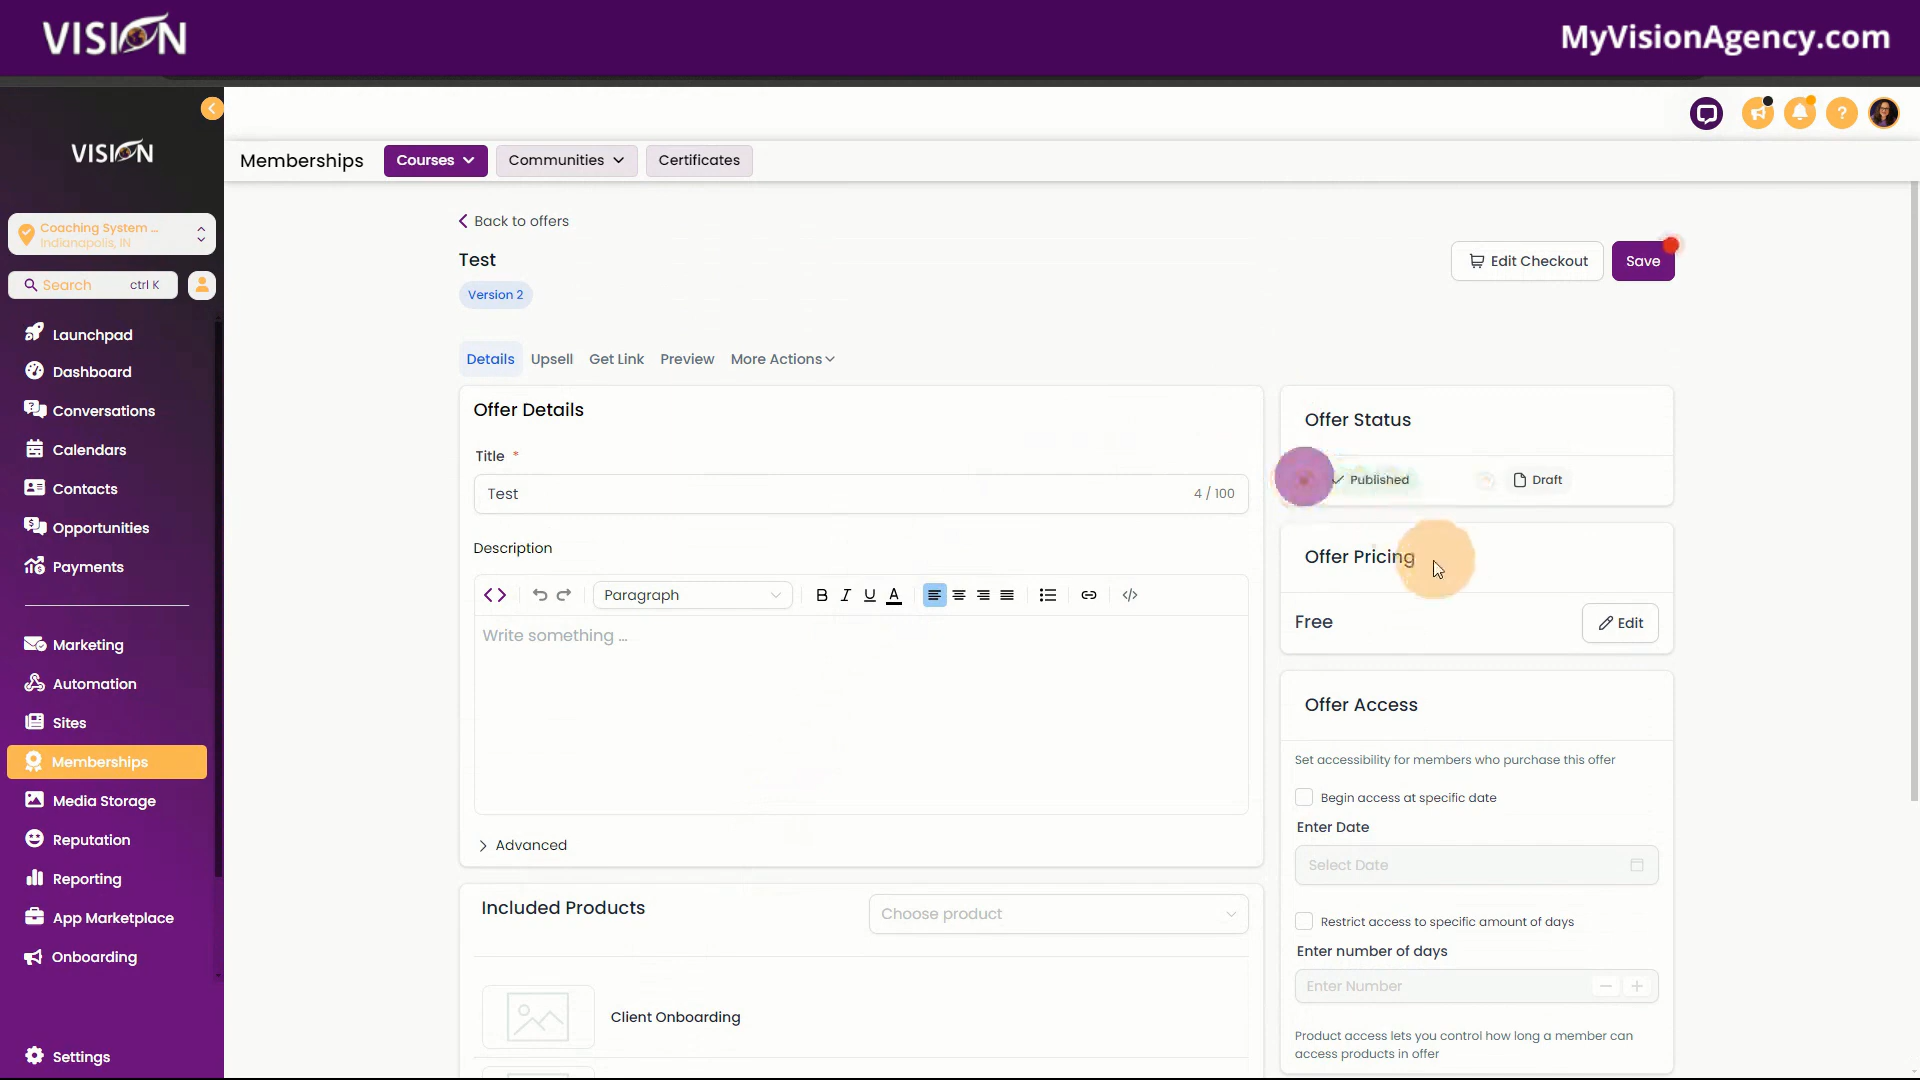 VISION
MyVisionAgency.com
VISION
Memberships
Courses
Communities
Certificates
Coaching System ...
Indianapolis, IN
Search
ctrl K
Launchpad
Dashboard
Conversations
Calendars
Contacts
Opportunities
Payments
Marketing
Automation
Sites
Memberships
Media Storage
Reputation
Reporting
App Marketplace
Onboarding
Settings
Back to offers
Test
Version 2
Edit Checkout
Save
Details
Upsell
Get Link
Preview
More Actions
Offer Details
Title *
Test
4 / 100
Description
Paragraph
B I U A
Write something ...
Advanced
Included Products
Choose product
Client Onboarding
Offer Status
Published
Draft
Offer Pricing
Free
Edit
Offer Access
Set accessibility for members who purchase this offer
Begin access at specific date
Enter Date
Select Date
Restrict access to specific amount of days
Enter number of days
Enter Number
Product access lets you control how long a member can
access products in offer